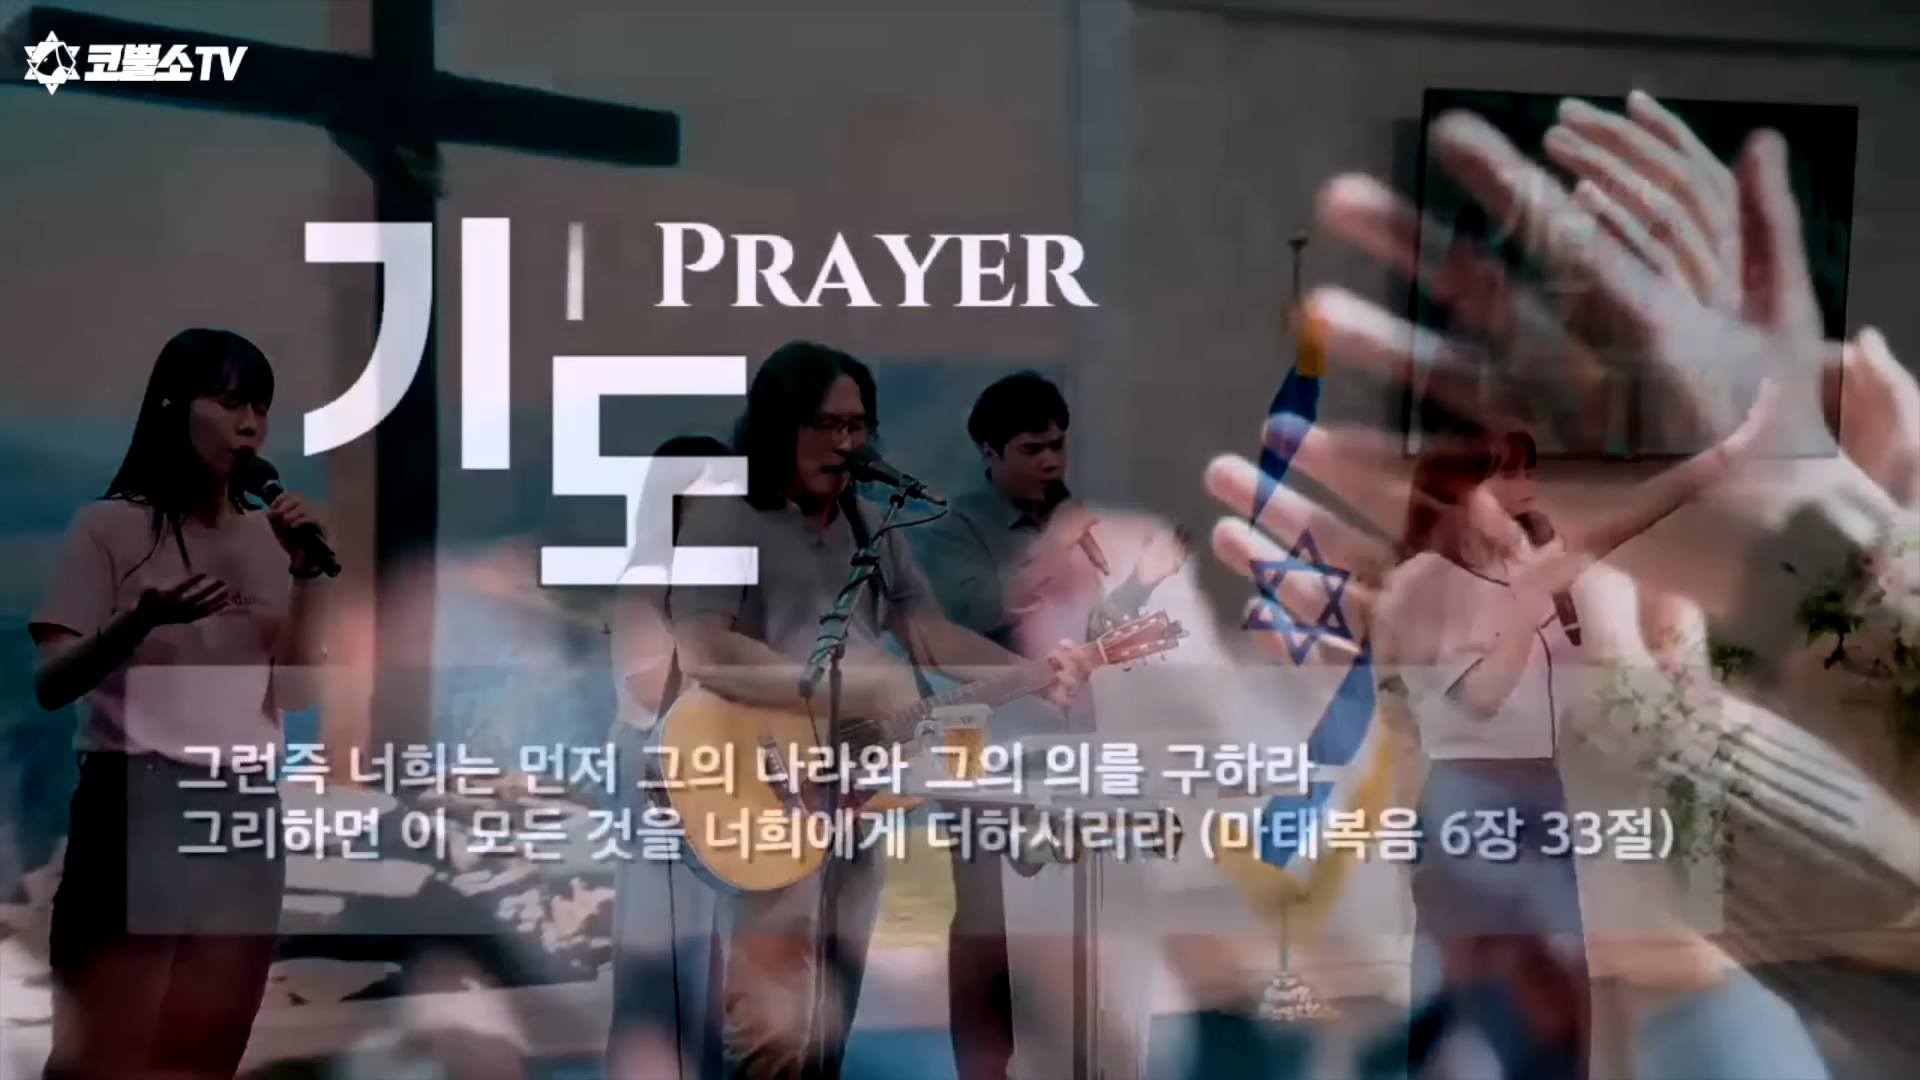 코뿔소TV
기도
PRAYER
그런즉 너희는 먼저 그의 나라와 그의 의를 구하라
그리하면 이 모든 것을 너희에게 더하시리라 (마태복음 6장 33절)